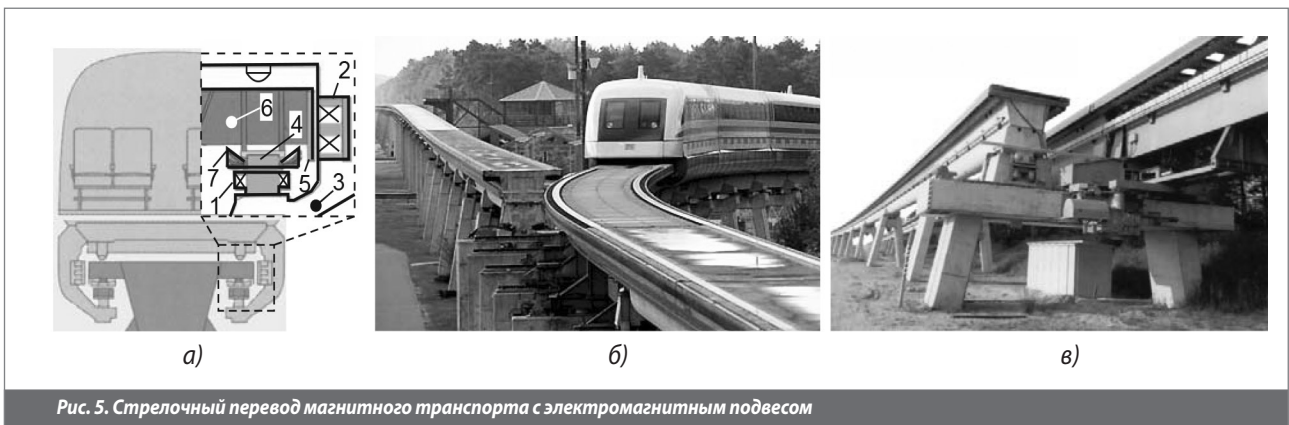 2
6
4
7
5
3
1
а)
б)
в)
Рис. 5. Стрелочный перевод магнитного транспорта с электромагнитным подвесом